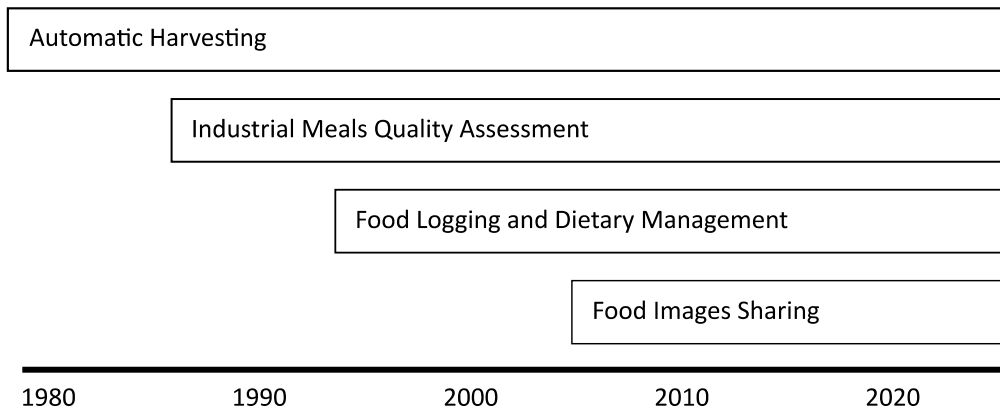 Automatic Harvesting
Industrial Meals Quality Assessment
Food Logging and Dietary Management
Food Images Sharing
1980 1990 2000 2010 2020